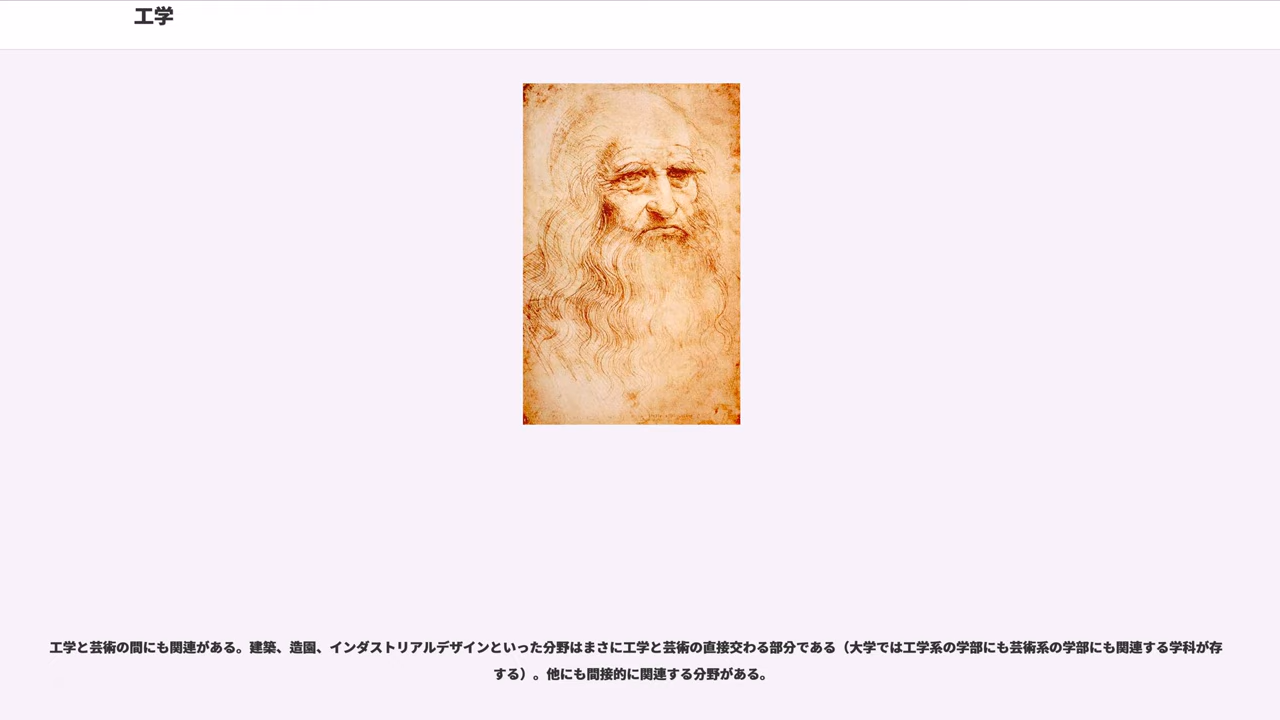 工学
工学と芸術の間にも関連がある。建築、造園、インダストリアルデザインといった分野はまさに工学と芸術の直接交わる部分である（大学では工学系の学部にも芸術系の学部にも関連する学科が存
する）。他にも間接的に関連する分野がある。